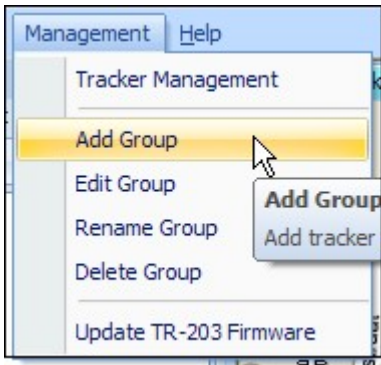 Management Help
Tracker Management
Add Group
Edit Group
Add Group
Rename Group
Add tracker
Delete Group
Update TR-203 Firmware